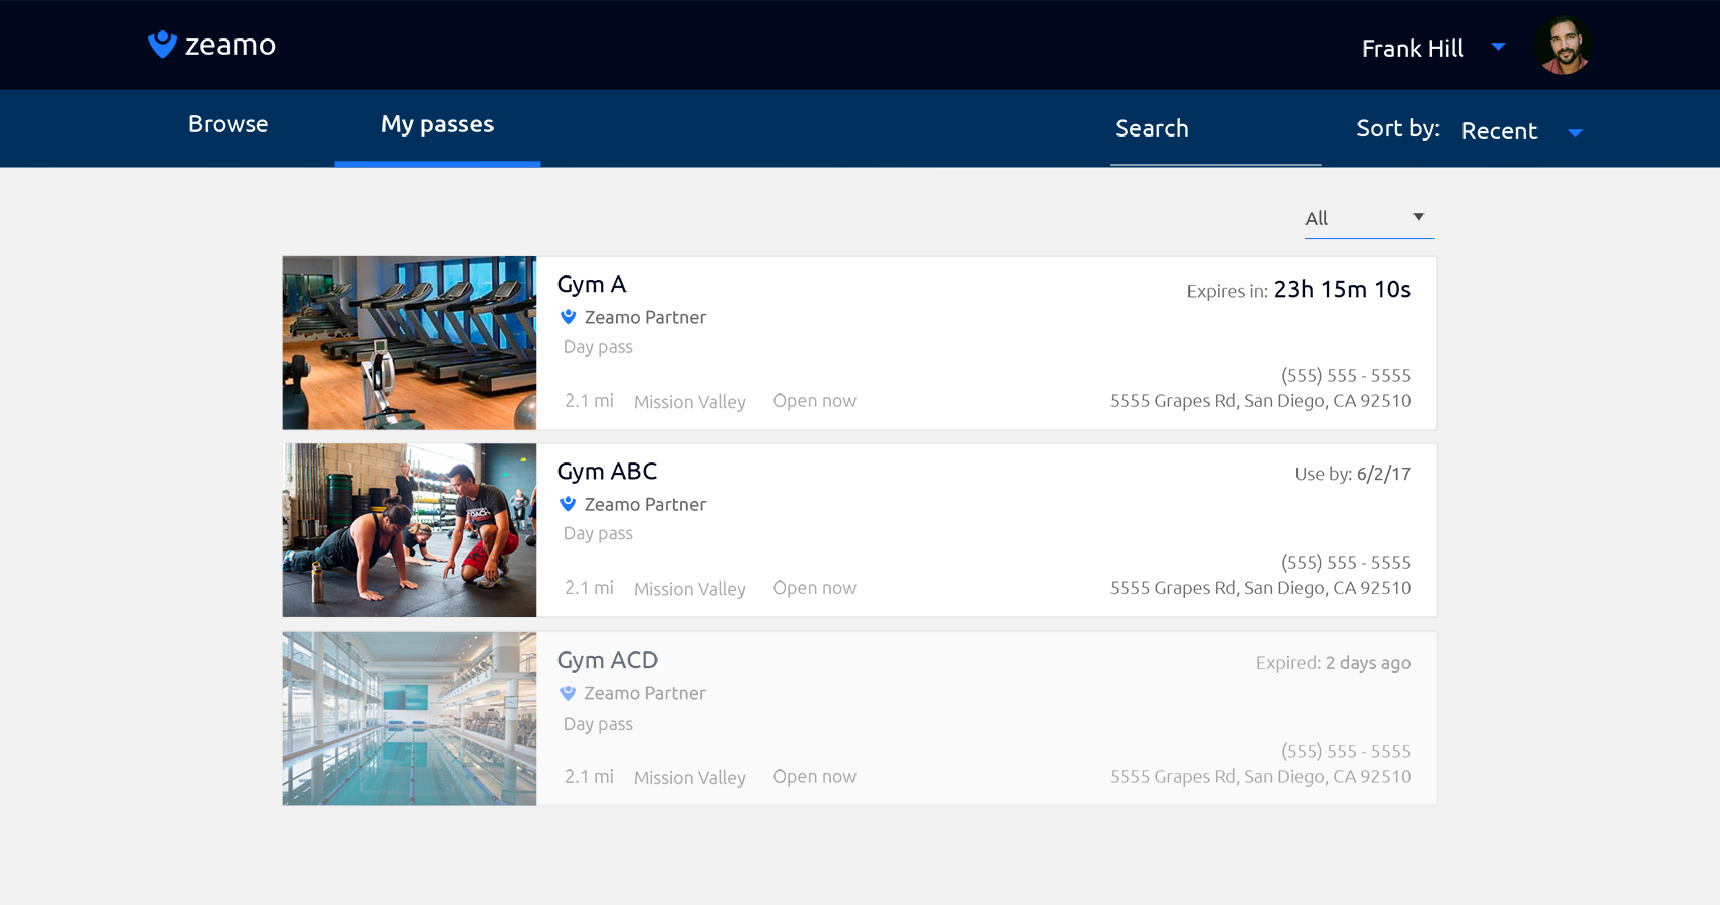 zeamo
Frank Hill
Browse
My passes
Search
Sort by:
Recent
All
Gym A
Expires in: 23h 15m 10s
Zeamo Partner
Day pass
(555) 555 - 5555
2.1 mi Mission Valley Open now
5555 Grapes Rd, San Diego, CA 92510
Gym ABC
Use by: 6/2/17
Zeamo Partner
Day pass
(555) 555 - 5555
2.1 mi Mission Valley Open now
5555 Grapes Rd, San Diego, CA 92510
Gym ACD
Expired: 2 days ago
Zeamo Partner
Day pass
(555) 555 - 5555
2.1 mi Mission Valley Open now
5555 Grapes Rd, San Diego, CA 92510